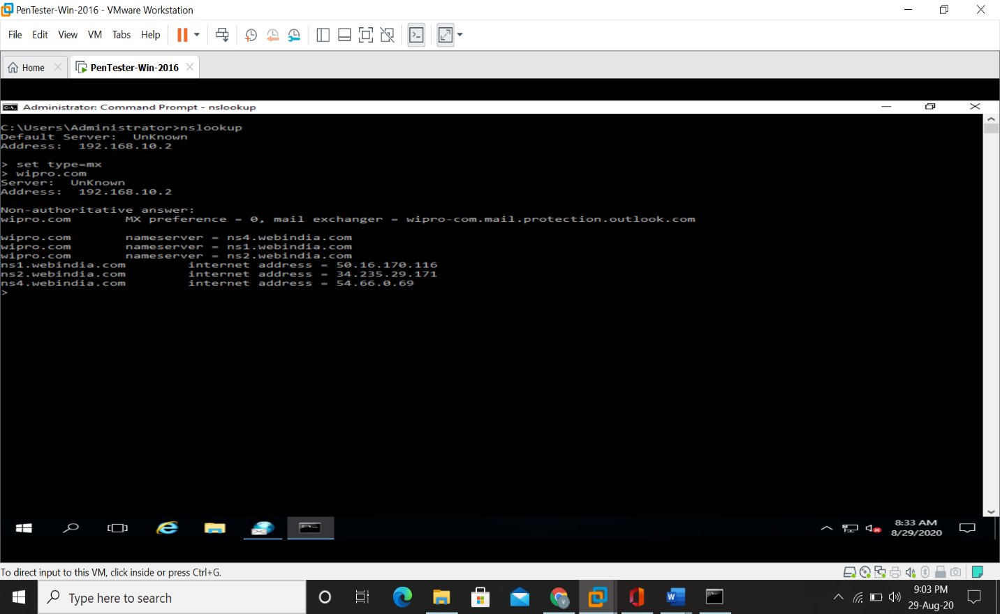 PenTester-Win-2016 - VMware Workstation
File Edit View VM Tabs Help
Home PenTester-Win-2016
Administrator: Command Prompt - nslookup
C:\Users\Administrator>nslookup
Default Server:  UnKnown
Address:  192.168.10.2
> set type=mx
> wipro.com
Server:  UnKnown
Address:  192.168.10.2
Non-authoritative answer:
wipro.com       MX preference = 0, mail exchanger = wipro-com.mail.protection.outlook.com
wipro.com       nameserver = ns4.webindia.com
wipro.com       nameserver = ns1.webindia.com
wipro.com       nameserver = ns2.webindia.com
ns1.webindia.com        internet address = 50.16.170.116
ns2.webindia.com        internet address = 34.235.29.171
ns4.webindia.com        internet address = 54.66.0.69
>
8:33 AM
8/29/2020
To direct input to this VM, click inside or press Ctrl+G.
Type here to search
9:03 PM
29-Aug-20